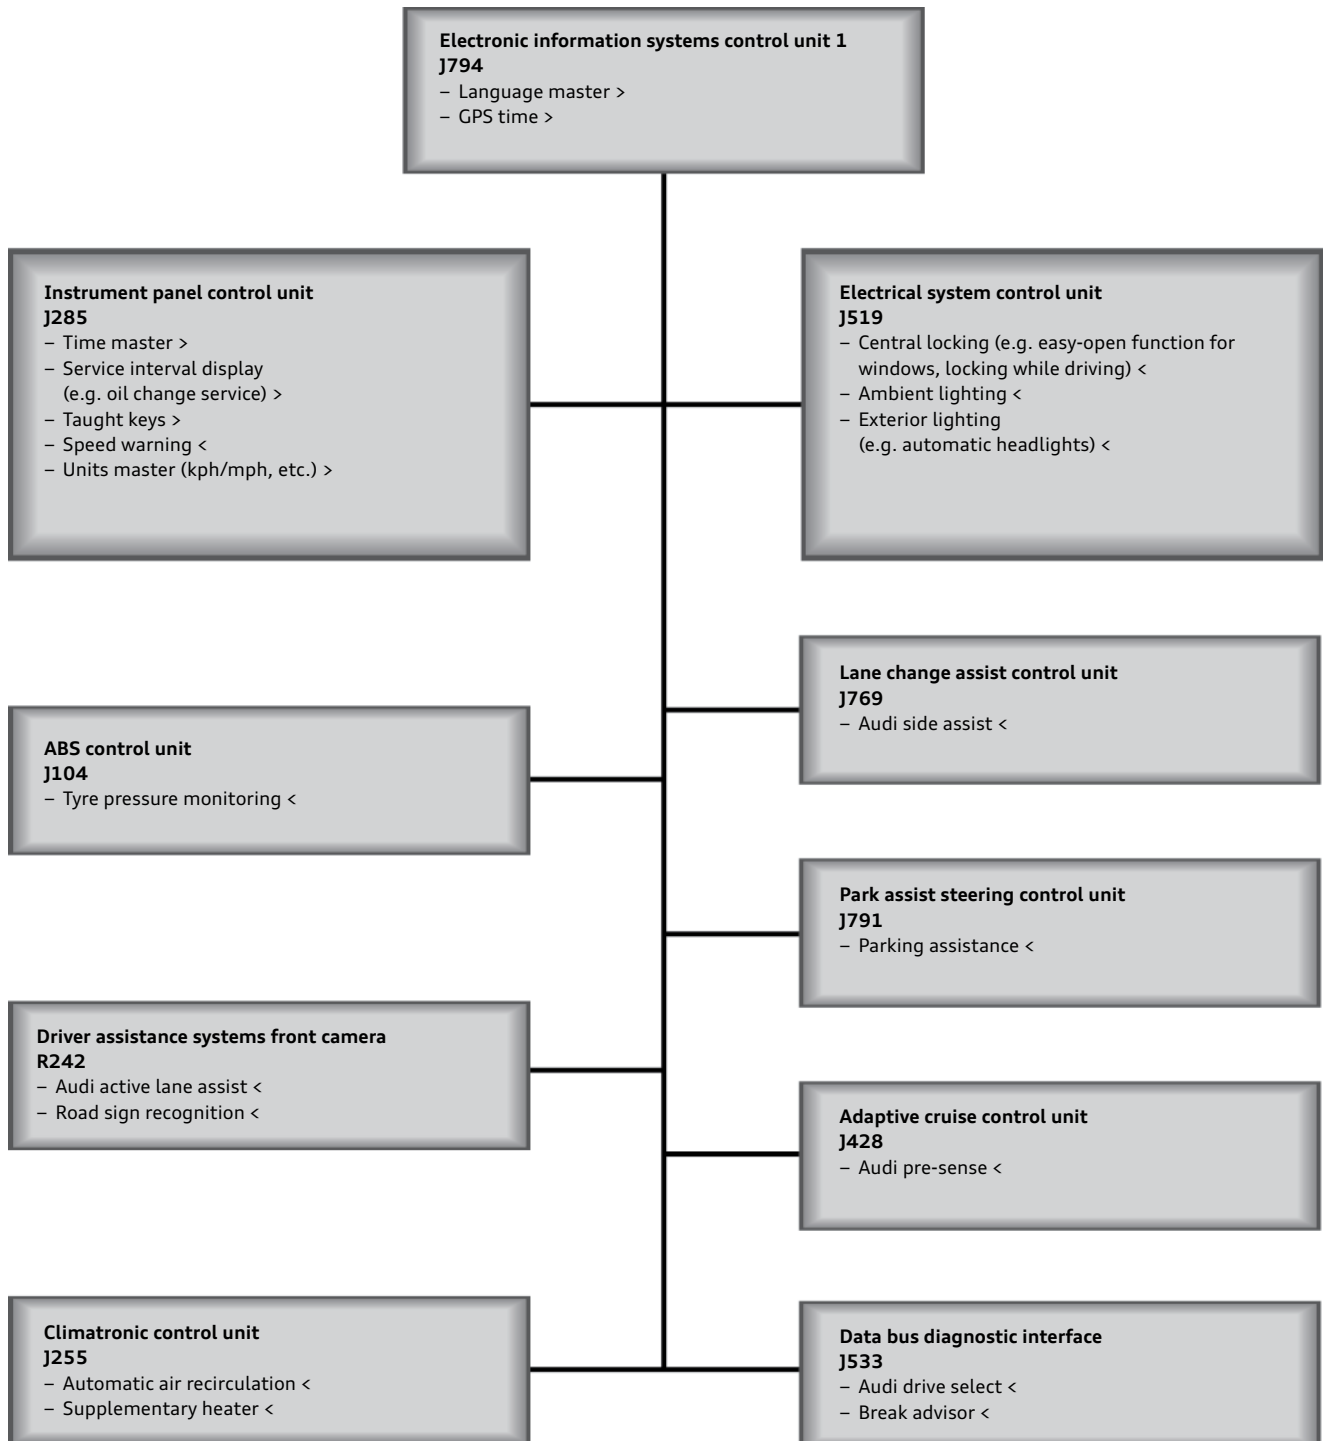 Electronic information systems control unit 1
J794
– Language master >
– GPS time >
Instrument panel control unit
J285
– Time master >
– Service interval display
(e.g. oil change service) >
– Taught keys >
– Speed warning <
– Units master (kph/mph, etc.) >
Electrical system control unit
J519
– Central locking (e.g. easy-open function for
windows, locking while driving) <
– Ambient lighting <
– Exterior lighting
(e.g. automatic headlights) <
Lane change assist control unit
J769
– Audi side assist <
ABS control unit
J104
– Tyre pressure monitoring <
Park assist steering control unit
J791
– Parking assistance <
Driver assistance systems front camera
R242
– Audi active lane assist <
– Road sign recognition <
Adaptive cruise control unit
J428
– Audi pre-sense <
Climatronic control unit
J255
– Automatic air recirculation <
– Supplementary heater <
Data bus diagnostic interface
J533
– Audi drive select <
– Break advisor <